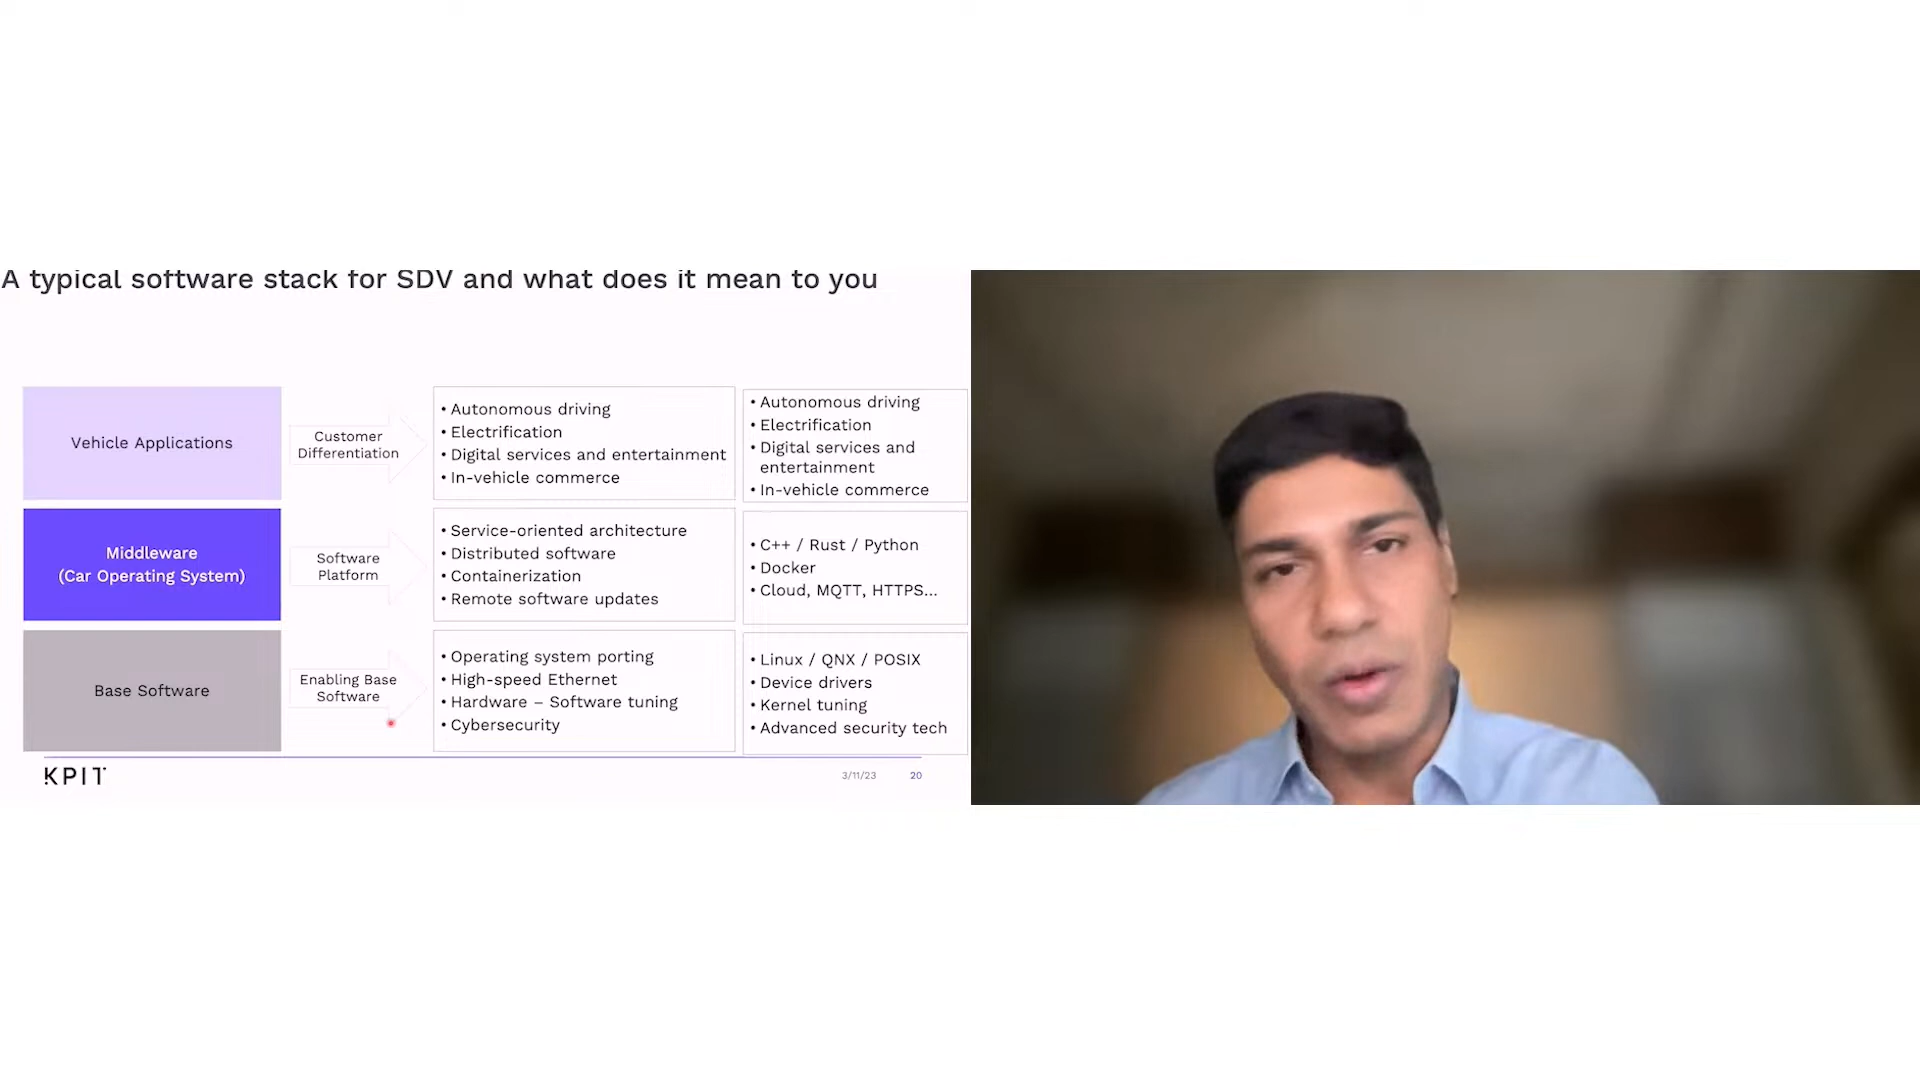 A typical software stack for SDV and what does it mean to you
Vehicle Applications
Customer
Differentiation
• Autonomous driving
• Electrification
• Digital services and entertainment
• In-vehicle commerce
• Autonomous driving
• Electrification
• Digital services and
entertainment
• In-vehicle commerce
Middleware
(Car Operating System)
Software
Platform
• Service-oriented architecture
• Distributed software
• Containerization
• Remote software updates
• C++ / Rust / Python
• Docker
• Cloud, MQTT, HTTPS...
Base Software
Enabling Base
Software
• Operating system porting
• High-speed Ethernet
• Hardware – Software tuning
• Cybersecurity
• Linux / QNX / POSIX
• Device drivers
• Kernel tuning
• Advanced security tech
KPIT
3/11/23
20